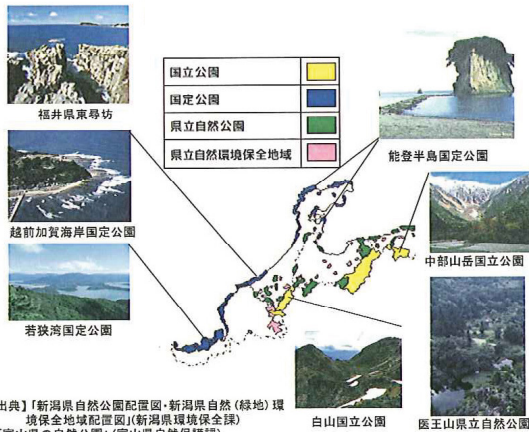 福井県東尋坊
越前加賀海岸国定公園
若狭湾国定公園
国立公園
国定公園
県立自然公園
県立自然環境保全地域
能登半島国定公園
中部山岳国立公園
白山国立公園
医王山県立自然公園
出典】「新潟県自然公園配置図・新潟県自然(緑地)環
境保全地域配置図」(新潟県環境保全課)